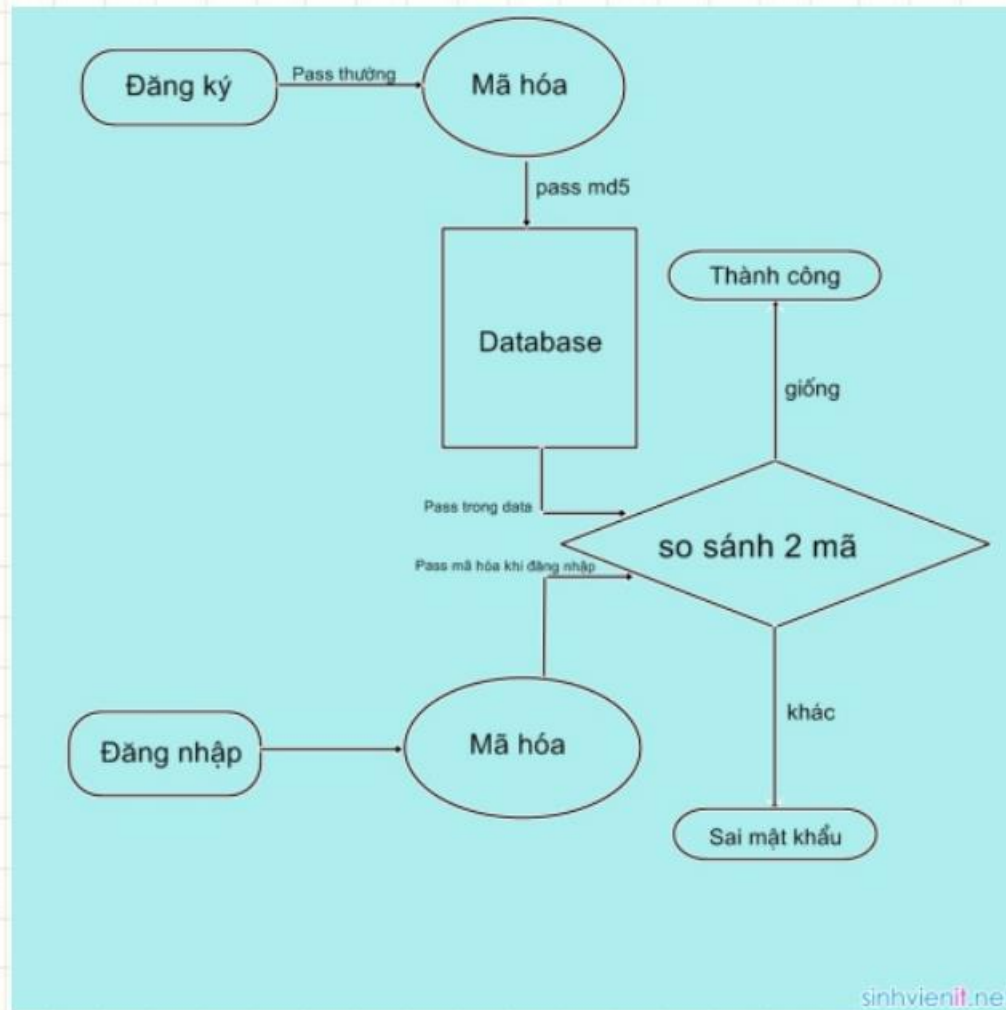 Đăng ký
Pass thường
Mã hóa
pass md5
Database
Thành công
giống
Pass trong data
so sánh 2 mã
Pass mã hóa khi đăng nhập
Đăng nhập
Mã hóa
khác
Sai mật khẩu
sinhvienit.ne